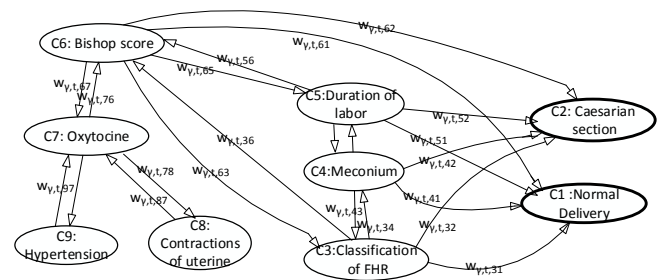 wγ,t,62
C6: Bishop score
wγ,t,61
wγ,t,56
wγ,t,65
wγ,t,67
wγ,t,76
C5:Duration of
labor
C2: Caesarian
section
wγ,t,52
C7: Oxytocine
wγ,t,36
wγ,t,51
wγ,t,42
C4:Meconium
wγ,t,78
wγ,t,63
wγ,t,97
wγ,t,87
wγ,t,41
C1 :Normal
Delivery
wγ,t,43
wγ,t,34
wγ,t,32
C9:
Hypertension
C8:
Contractions
of uterine
C3:Classification
of FHR
wγ,t,31